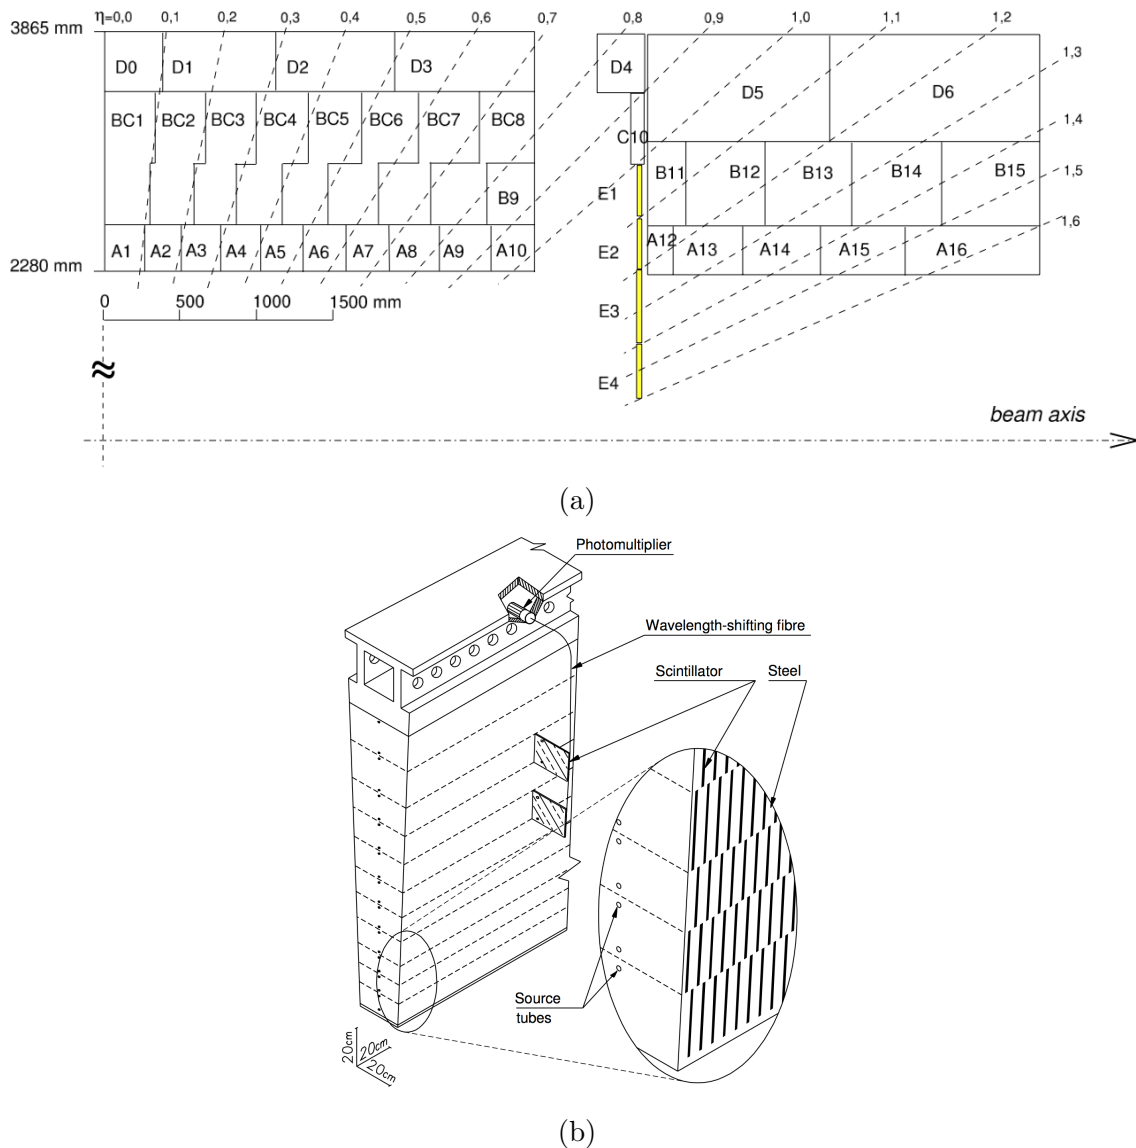 3865 mm η=0,0 0,1 0,2 0,3 0,4 0,5 0,6 0,7 0,8 0,9 1,0 1,1 1,2
1,3
D0 D1 D2 D3 D4 D5 D6
BC1 BC2 BC3 BC4 BC5 BC6 BC7 BC8 C10
1,4
B9 E1 B11 B12 B13 B14 B15
1,5
1,6
A1 A2 A3 A4 A5 A6 A7 A8 A9 A10 E2 A12 A13 A14 A15 A16
2280 mm
0 500 1000 1500 mm
E3
E4
beam axis
(a)
Photomultiplier
Wavelength-shifting fibre
Scintillator Steel
Source
tubes
20cm
20cm
20cm
(b)